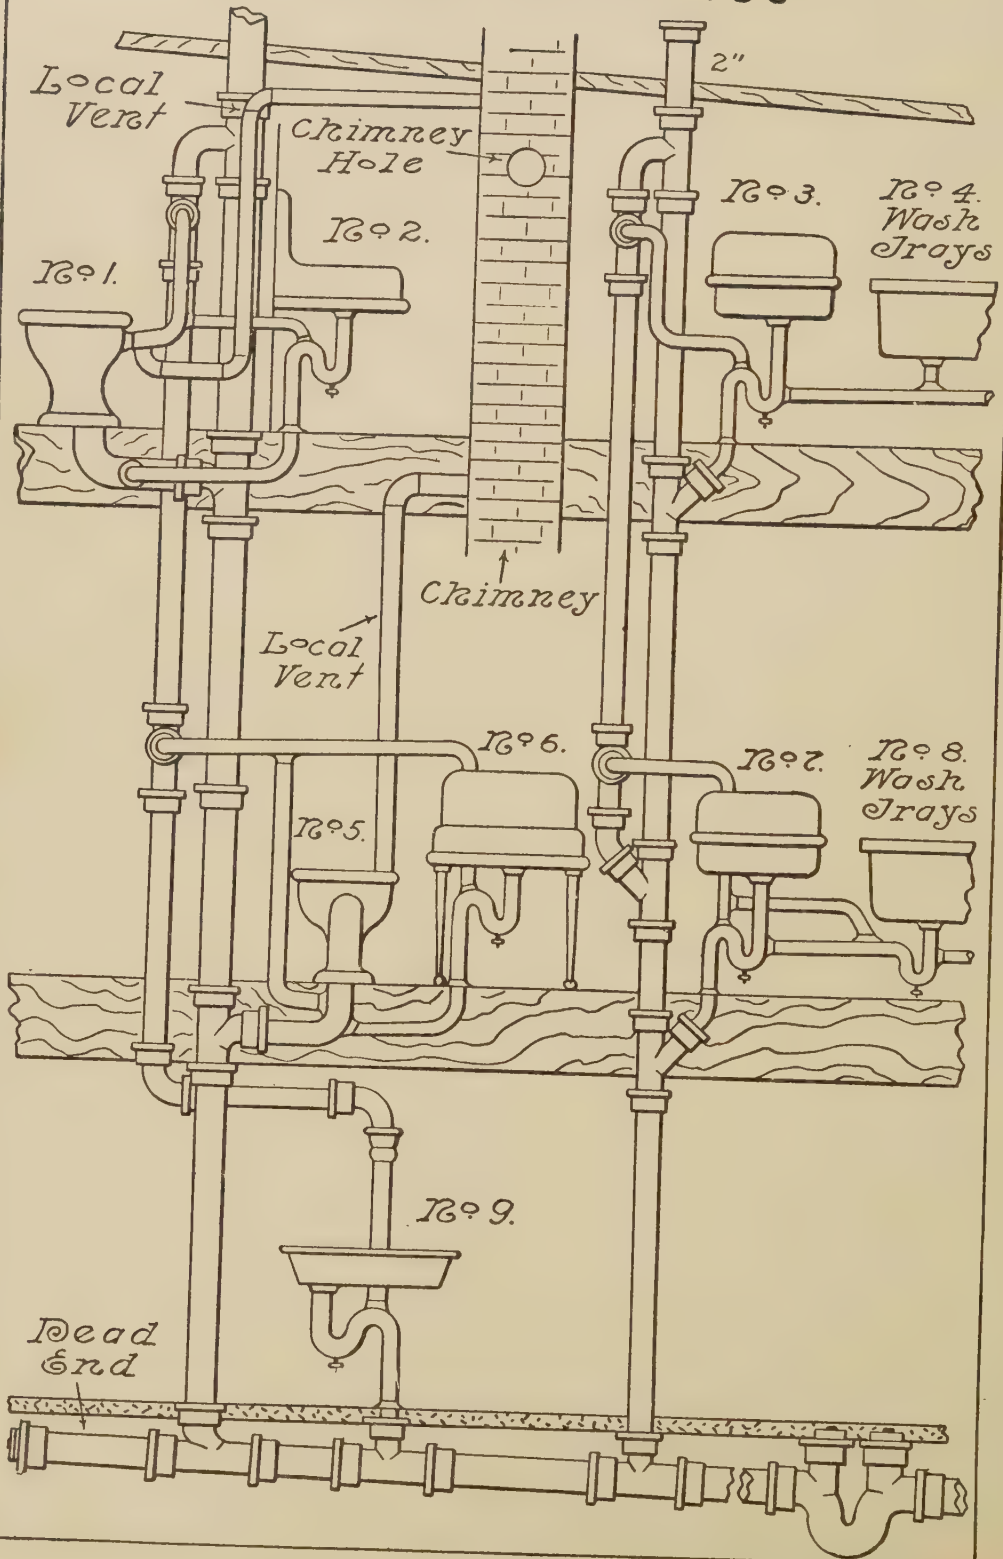 2"
Local
Vent
Chimney
Hole
No 1.
No 2.
No 3.
No 4.
Wash
Trays
Chimney
Local
Vent
No 5.
No 6.
No 7.
No 8.
Wash
Trays
No 9.
Dead
End